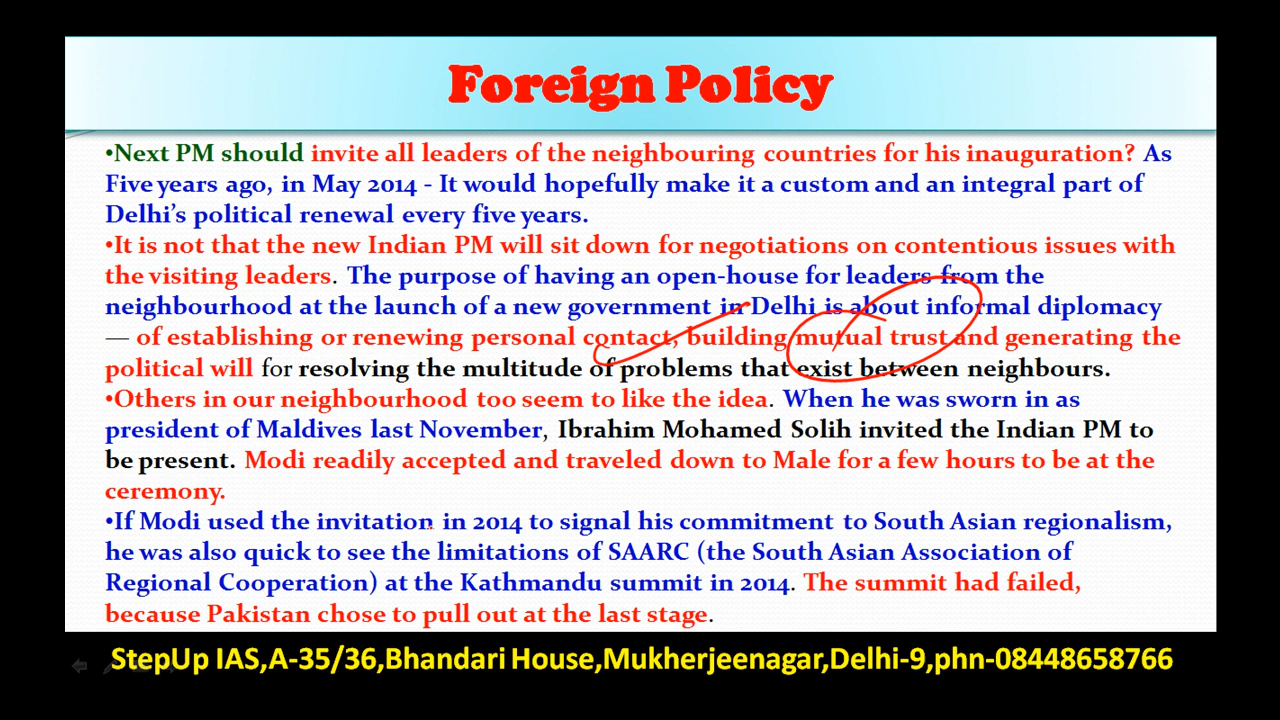 Foreign Policy
•Next PM should invite all leaders of the neighbouring countries for his inauguration? As
Five years ago, in May 2014 - It would hopefully make it a custom and an integral part of
Delhi's political renewal every five years.
•It is not that the new Indian PM will sit down for negotiations on contentious issues with
the visiting leaders. The purpose of having an open-house for leaders from the
neighbourhood at the launch of a new government in Delhi is about informal diplomacy
— of establishing or renewing personal contact, building mutual trust and generating the
political will for resolving the multitude of problems that exist between neighbours.
•Others in our neighbourhood too seem to like the idea. When he was sworn in as
president of Maldives last November, Ibrahim Mohamed Solih invited the Indian PM to
be present. Modi readily accepted and traveled down to Male for a few hours to be at the
ceremony.
•If Modi used the invitation in 2014 to signal his commitment to South Asian regionalism,
he was also quick to see the limitations of SAARC (the South Asian Association of
Regional Cooperation) at the Kathmandu summit in 2014. The summit had failed,
because Pakistan chose to pull out at the last stage.
StepUp IAS,A-35/36,Bhandari House,Mukherjeenagar,Delhi-9,phn-08448658766